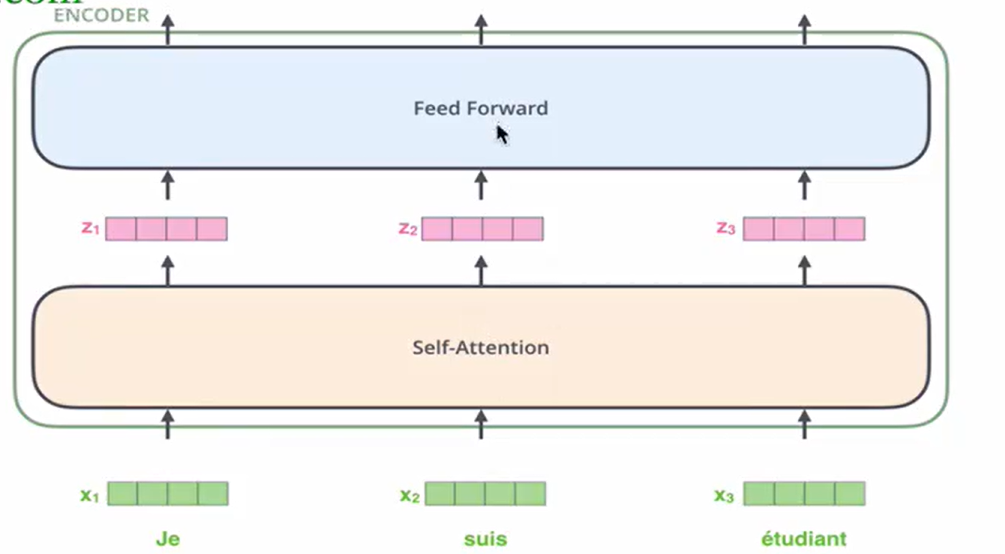 ENCODER
Feed Forward
z₁ z₂ z₃
Self-Attention
x₁ x₂ x₃
Je suis étudiant